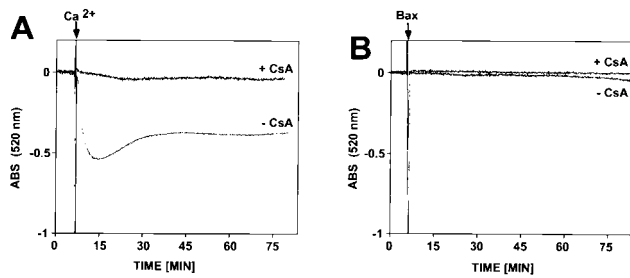 A
Ca 2+
ABS (520 nm)
0
-0.5
-1
+ CsA
- CsA
0 15 30 45 60 75
TIME [MIN]
B
Bax
ABS (520 nm)
0
-0.5
-1
+ CsA
- CsA
0 15 30 45 60 75
TIME [MIN]